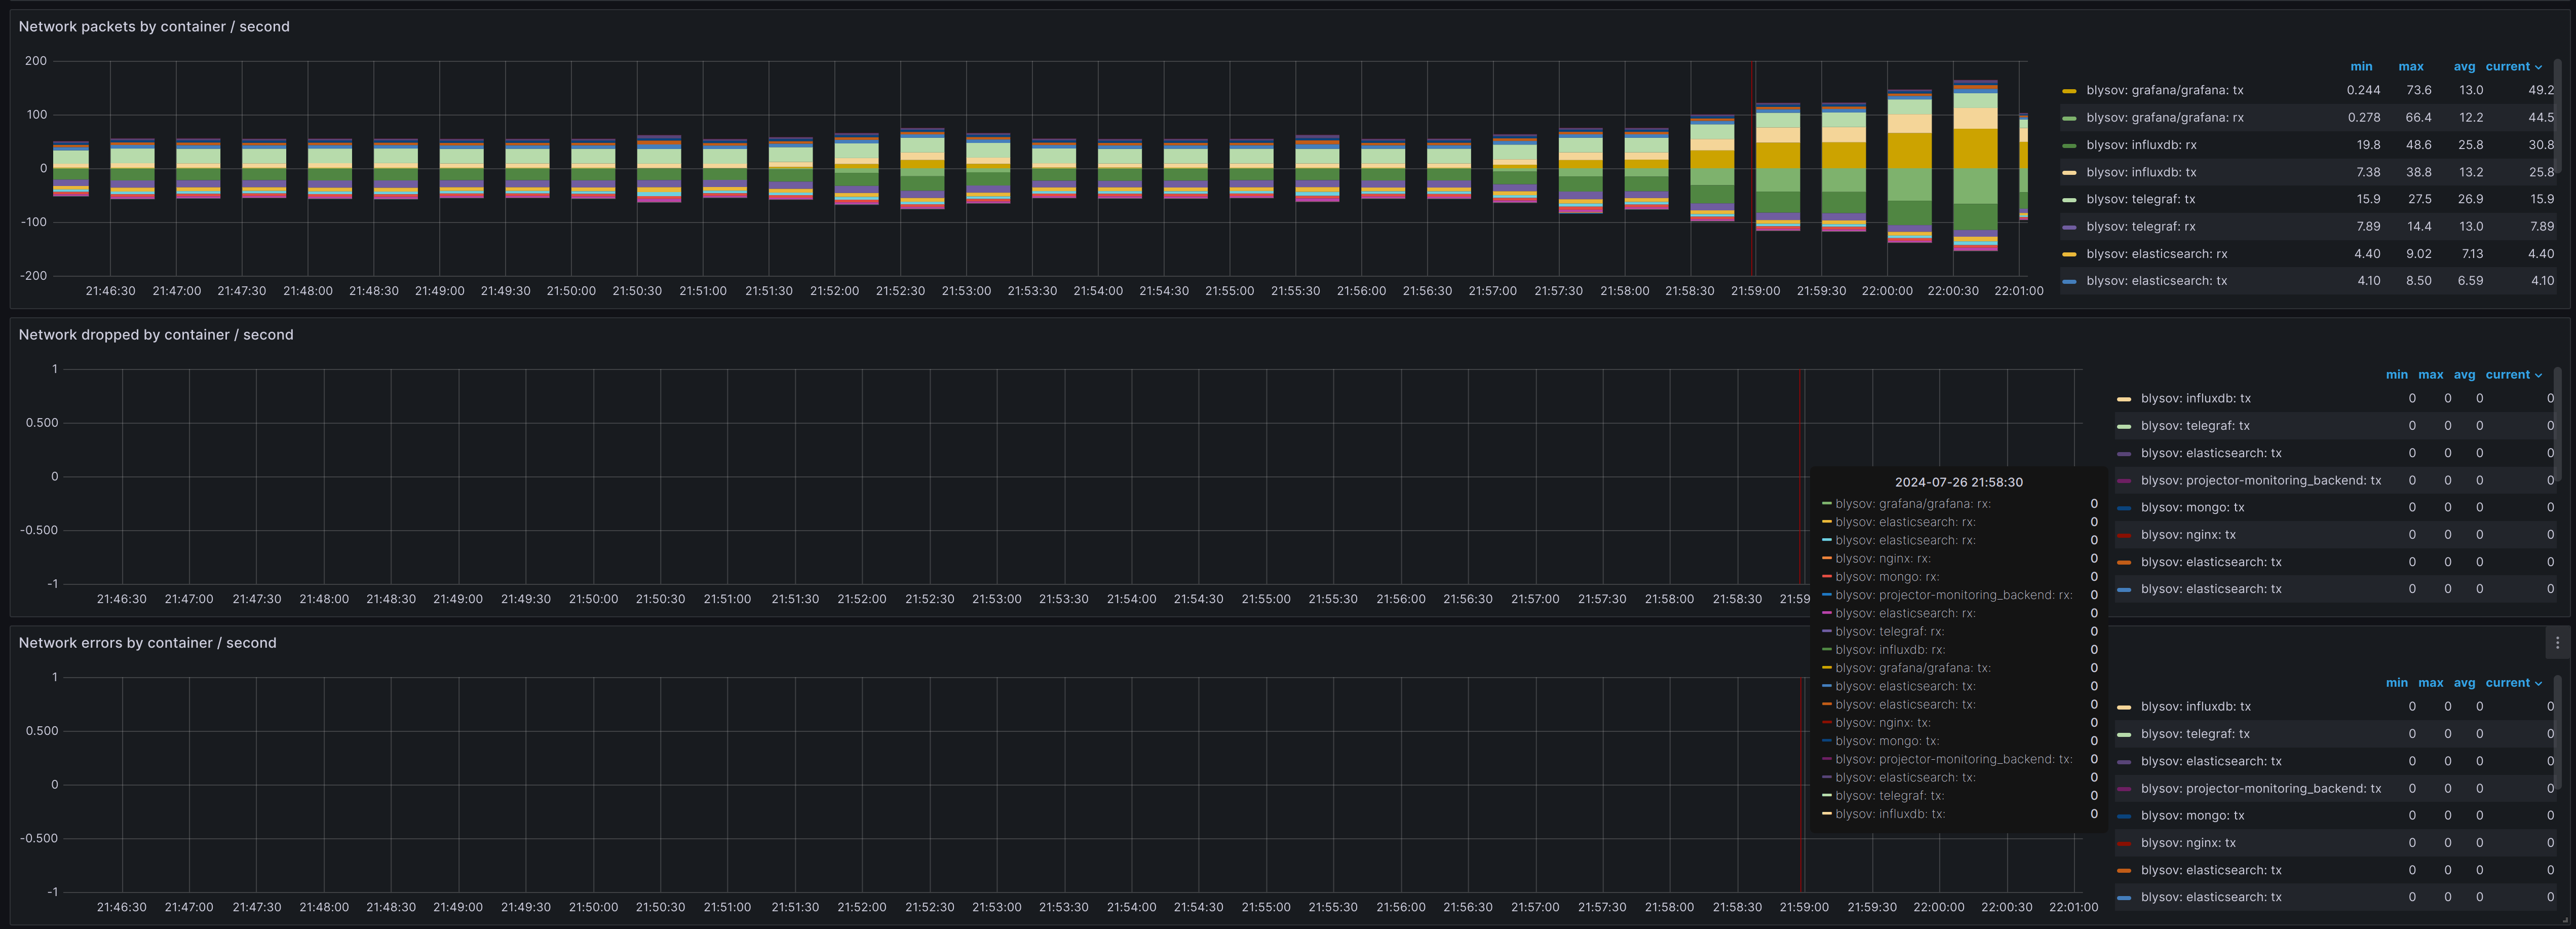 Network packets by container / second
200
100
0
-100
-200
21:46:30 21:47:00 21:47:30 21:48:00 21:48:30 21:49:00 21:49:30 21:50:00 21:50:30 21:51:00 21:51:30 21:52:00 21:52:30 21:53:00 21:53:30 21:54:00 21:54:30 21:55:00 21:55:30 21:56:00 21:56:30 21:57:00 21:57:30 21:58:00 21:58:30 21:59:00 21:59:30 22:00:00 22:00:30 22:01:00
min max avg current
blysov: grafana/grafana: tx 0.244 73.6 13.0 49.2
blysov: grafana/grafana: rx 0.278 66.4 12.2 44.5
blysov: influxdb: rx 19.8 48.6 25.8 30.8
blysov: influxdb: tx 7.38 38.8 13.2 25.8
blysov: telegraf: tx 15.9 27.5 26.9 15.9
blysov: telegraf: rx 7.89 14.4 13.0 7.89
blysov: elasticsearch: rx 4.40 9.02 7.13 4.40
blysov: elasticsearch: tx 4.10 8.50 6.59 4.10
Network dropped by container / second
1
0.500
0
-0.500
-1
21:46:30 21:47:00 21:47:30 21:48:00 21:48:30 21:49:00 21:49:30 21:50:00 21:50:30 21:51:00 21:51:30 21:52:00 21:52:30 21:53:00 21:53:30 21:54:00 21:54:30 21:55:00 21:55:30 21:56:00 21:56:30 21:57:00 21:57:30 21:58:00 21:58:30 21:59
min max avg current
blysov: influxdb: tx 0 0 0 0
blysov: telegraf: tx 0 0 0 0
blysov: elasticsearch: tx 0 0 0 0
blysov: projector-monitoring_backend: tx 0 0 0 0
blysov: mongo: tx 0 0 0 0
blysov: nginx: tx 0 0 0 0
blysov: elasticsearch: tx 0 0 0 0
blysov: elasticsearch: tx 0 0 0 0
2024-07-26 21:58:30
blysov: grafana/grafana: rx: 0
blysov: elasticsearch: rx: 0
blysov: elasticsearch: rx: 0
blysov: nginx: rx: 0
blysov: mongo: rx: 0
blysov: projector-monitoring_backend: rx: 0
blysov: elasticsearch: rx: 0
blysov: telegraf: rx: 0
blysov: influxdb: rx: 0
blysov: grafana/grafana: tx: 0
blysov: elasticsearch: tx: 0
blysov: elasticsearch: tx: 0
blysov: nginx: tx: 0
blysov: mongo: tx: 0
blysov: projector-monitoring_backend: tx: 0
blysov: elasticsearch: tx: 0
blysov: telegraf: tx: 0
blysov: influxdb: tx: 0
Network errors by container / second
1
0.500
0
-0.500
-1
21:46:30 21:47:00 21:47:30 21:48:00 21:48:30 21:49:00 21:49:30 21:50:00 21:50:30 21:51:00 21:51:30 21:52:00 21:52:30 21:53:00 21:53:30 21:54:00 21:54:30 21:55:00 21:55:30 21:56:00 21:56:30 21:57:00 21:57:30 21:58:00 21:58:30 21:59:00 21:59:30 22:00:00 22:00:30 22:01:00
min max avg current
blysov: influxdb: tx 0 0 0 0
blysov: telegraf: tx 0 0 0 0
blysov: elasticsearch: tx 0 0 0 0
blysov: projector-monitoring_backend: tx 0 0 0 0
blysov: mongo: tx 0 0 0 0
blysov: nginx: tx 0 0 0 0
blysov: elasticsearch: tx 0 0 0 0
blysov: elasticsearch: tx 0 0 0 0